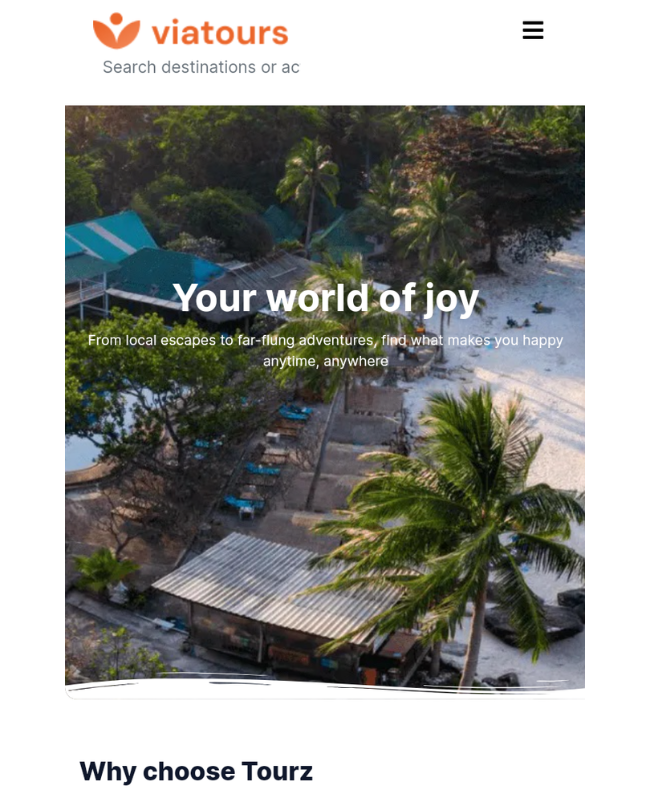 viatours
Search destinations or ac
Your world of joy
From local escapes to far-flung adventures, find what makes you happy
anytime, anywhere
Why choose Tourz